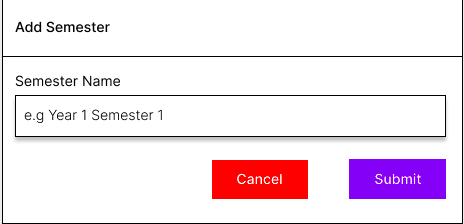 Add Semester
Semester Name
e.g Year 1 Semester 1
Cancel Submit